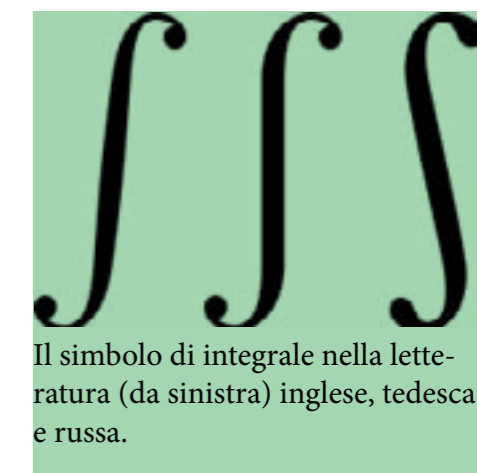 ∫ ∫ ∫
Il simbolo di integrale nella lette-
ratura (da sinistra) inglese, tedesca
e russa.